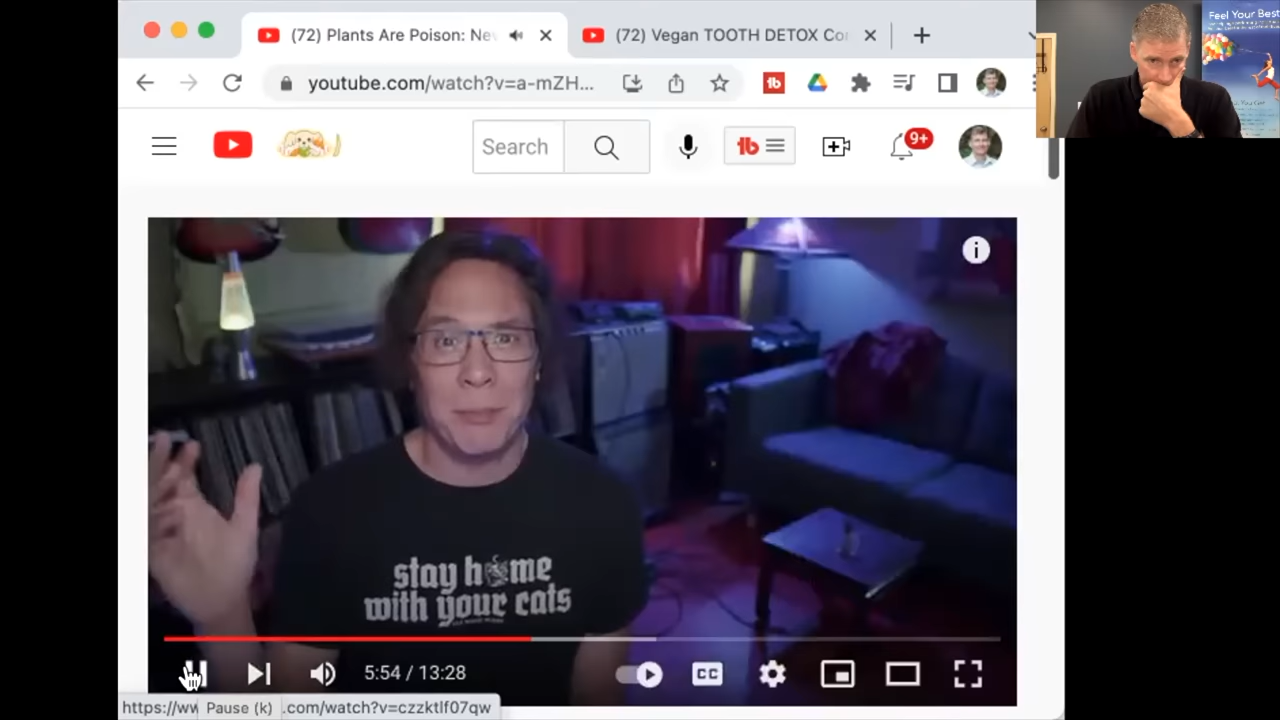 (72) Plants Are Poison: Ne
(72) Vegan TOOTH DETOX Co
youtube.com/watch?v=a-mZH...
Search
9+
Feel Your Best
stay home
with your cats
5:54 / 13:28
CC
https://ww
Pause (k)
.com/watch?v=czzktlf07qw